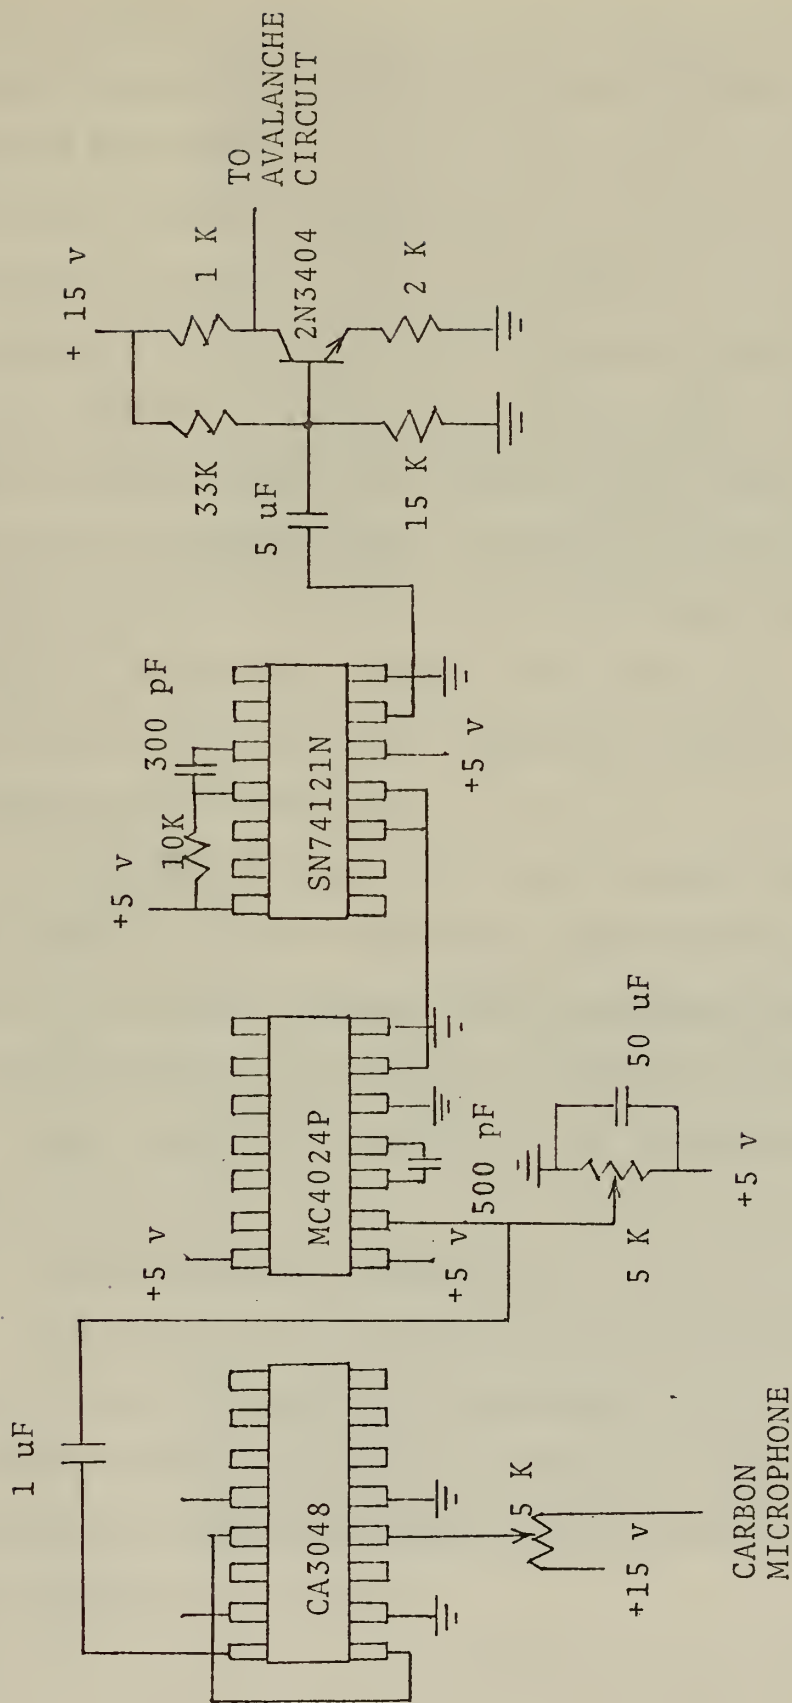 1 uF
CA3048
5 K
+15 v
CARBON
MICROPHONE
+5 v
MC4024P
500 pF
+5 v
5 K
50 uF
+5 v
+5 v
10K
300 pF
SN74121N
+5 v
5 uF
33K
15 K
+ 15 v
1 K
2N3404
2 K
TO
AVALANCHE
CIRCUIT